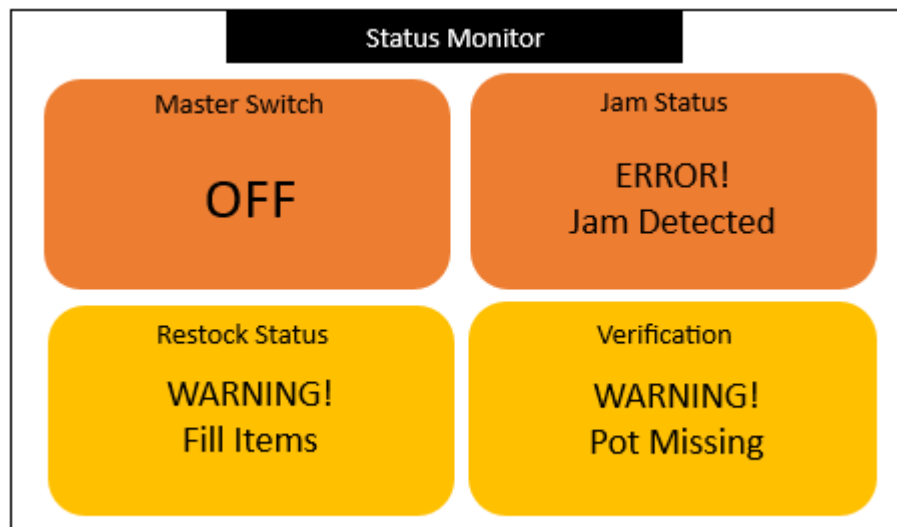 Status Monitor
Master Switch
OFF
Jam Status
ERROR!
Jam Detected
Restock Status
WARNING!
Fill Items
Verification
WARNING!
Pot Missing